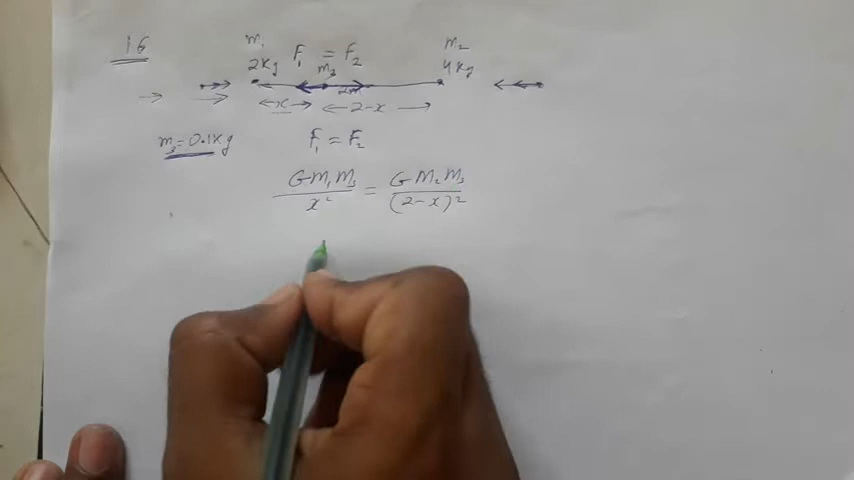 16
m₁ F₁ = F₂ m₂
2kg m₃ 4kg
2m
x 2-x
m₃=0.1kg F₁ = F₂
Gm₁m₃/x² = Gm₂m₃/(2-x)²